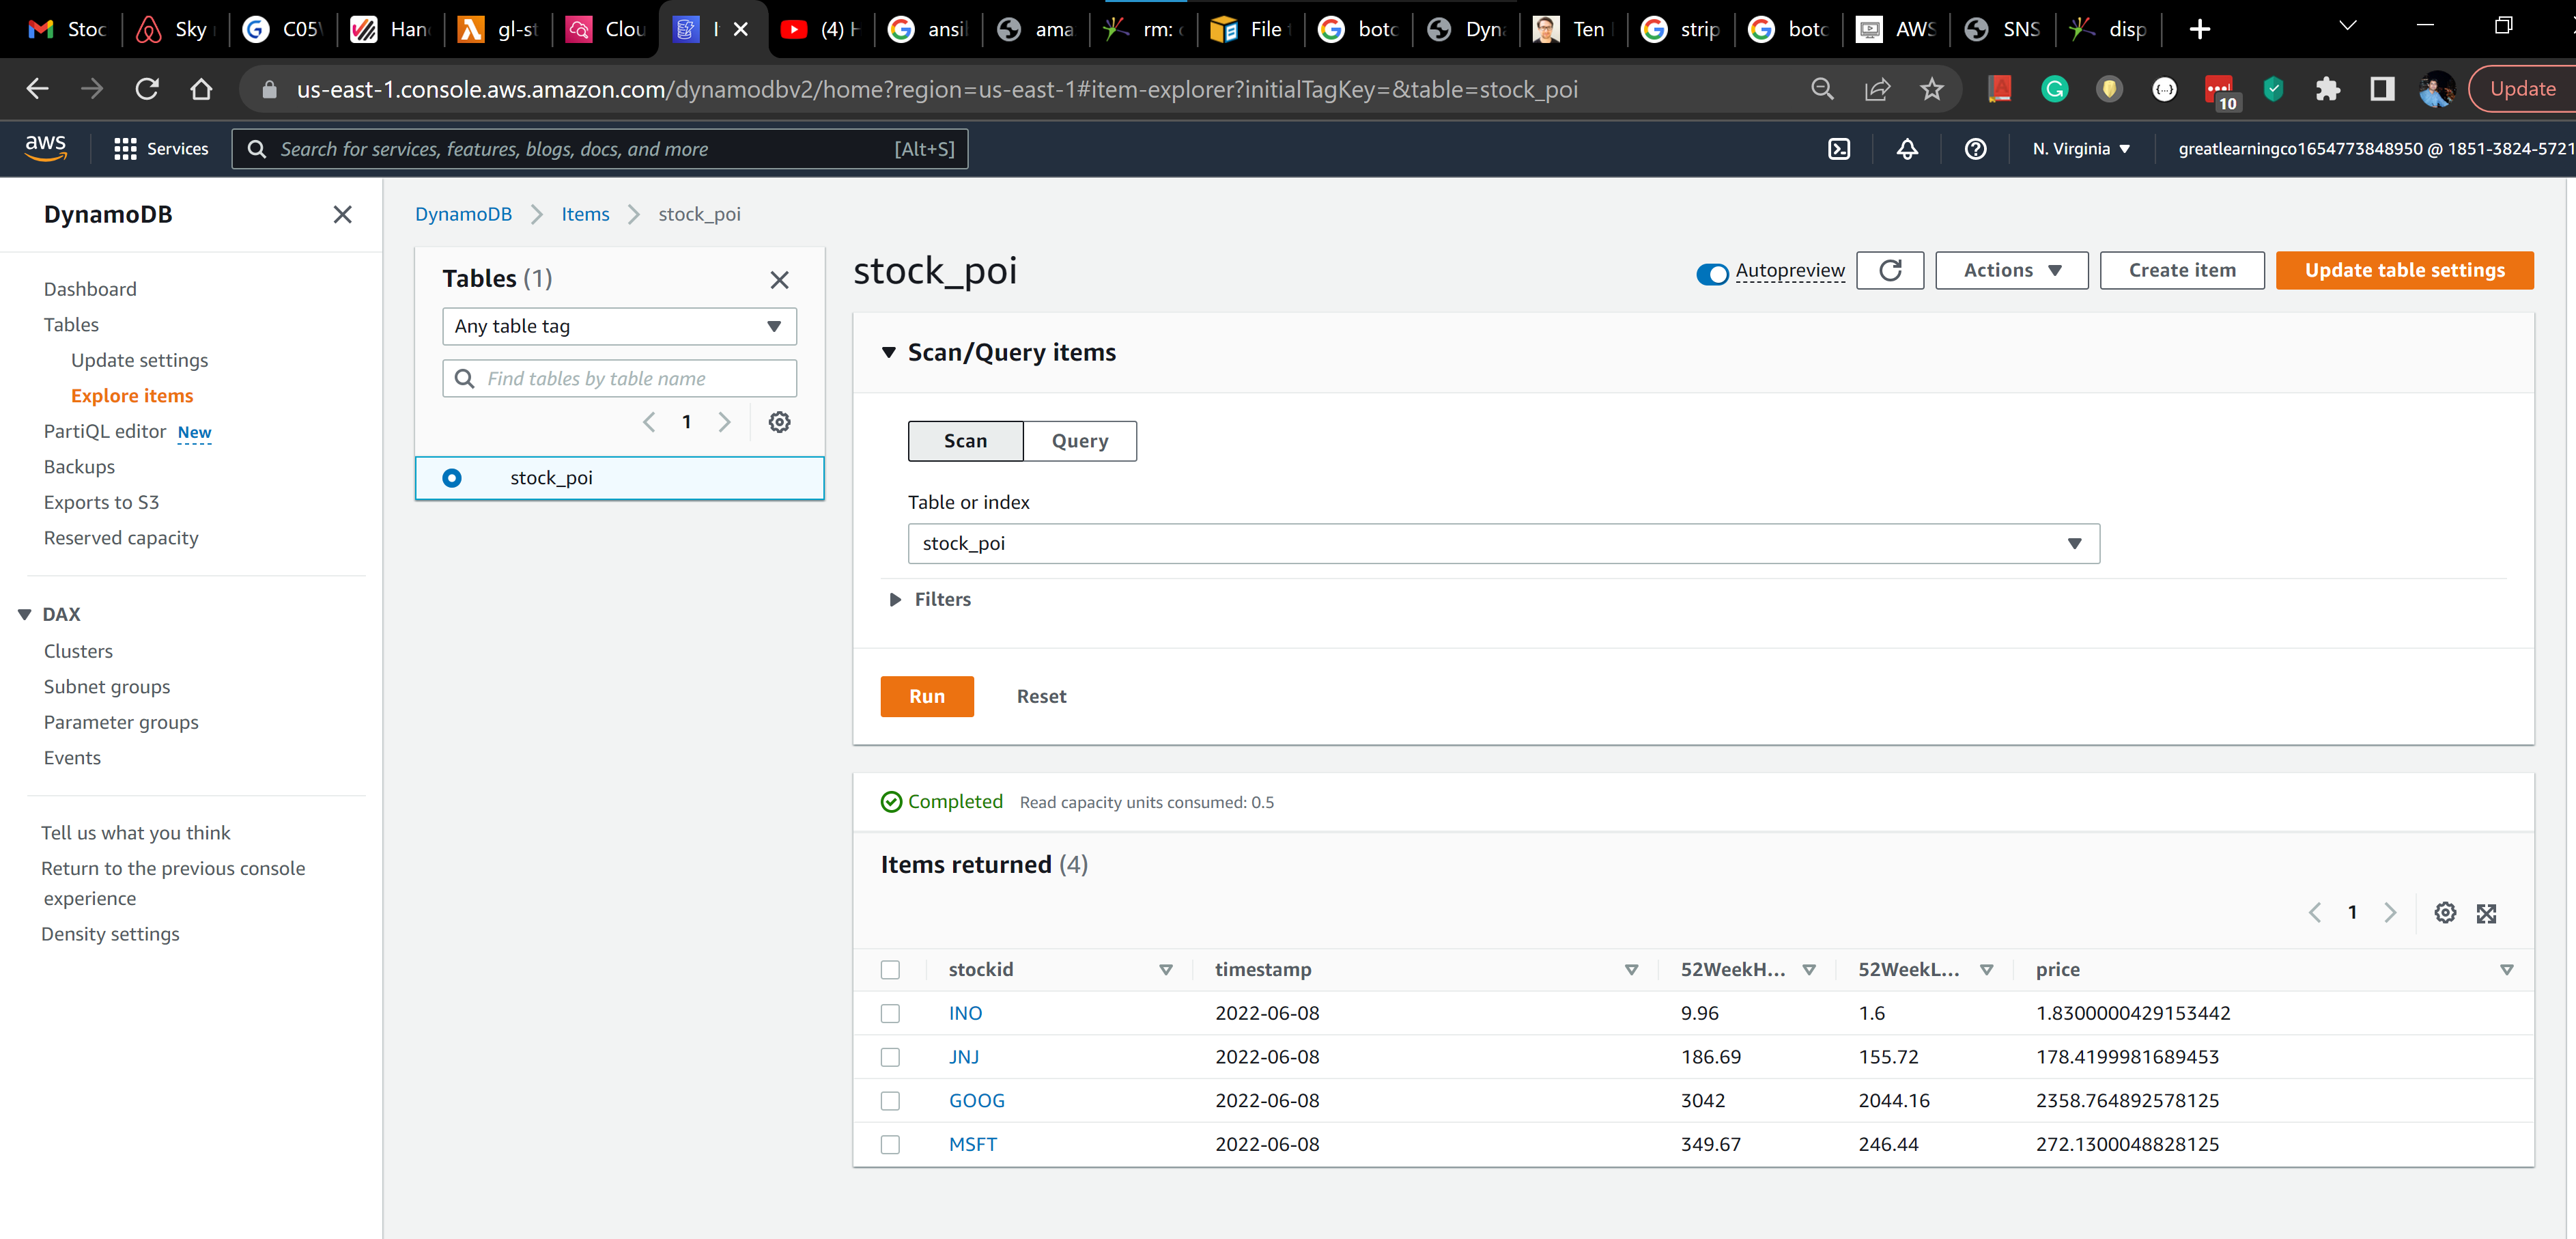 Stoc
Sky
C05
Han
gl-st
Clou
(4) H
ansil
ama
rm:
File
botc
Dyn
Ten
strip
botc
AWS
SNS
disp
us-east-1.console.aws.amazon.com/dynamodbv2/home?region=us-east-1#item-explorer?initialTagKey=&table=stock_poi
10
Update
aws
Services
Search for services, features, blogs, docs, and more [Alt+S]
N. Virginia
greatlearningco1654773848950 @ 1851-3824-5721
DynamoDB
Dashboard
Tables
Update settings
Explore items
PartiQL editor New
Backups
Exports to S3
Reserved capacity
DAX
Clusters
Subnet groups
Parameter groups
Events
Tell us what you think
Return to the previous console
experience
Density settings
DynamoDB Items stock_poi
Tables (1)
Any table tag
Find tables by table name
1
stock_poi
stock_poi
Autopreview
Actions
Create item
Update table settings
Scan/Query items
Scan Query
Table or index
stock_poi
Filters
Run Reset
Completed Read capacity units consumed: 0.5
Items returned (4)
1
stockid timestamp 52WeekH... 52WeekL... price
INO 2022-06-08 9.96 1.6 1.8300000429153442
JNJ 2022-06-08 186.69 155.72 178.4199981689453
GOOG 2022-06-08 3042 2044.16 2358.764892578125
MSFT 2022-06-08 349.67 246.44 272.1300048828125